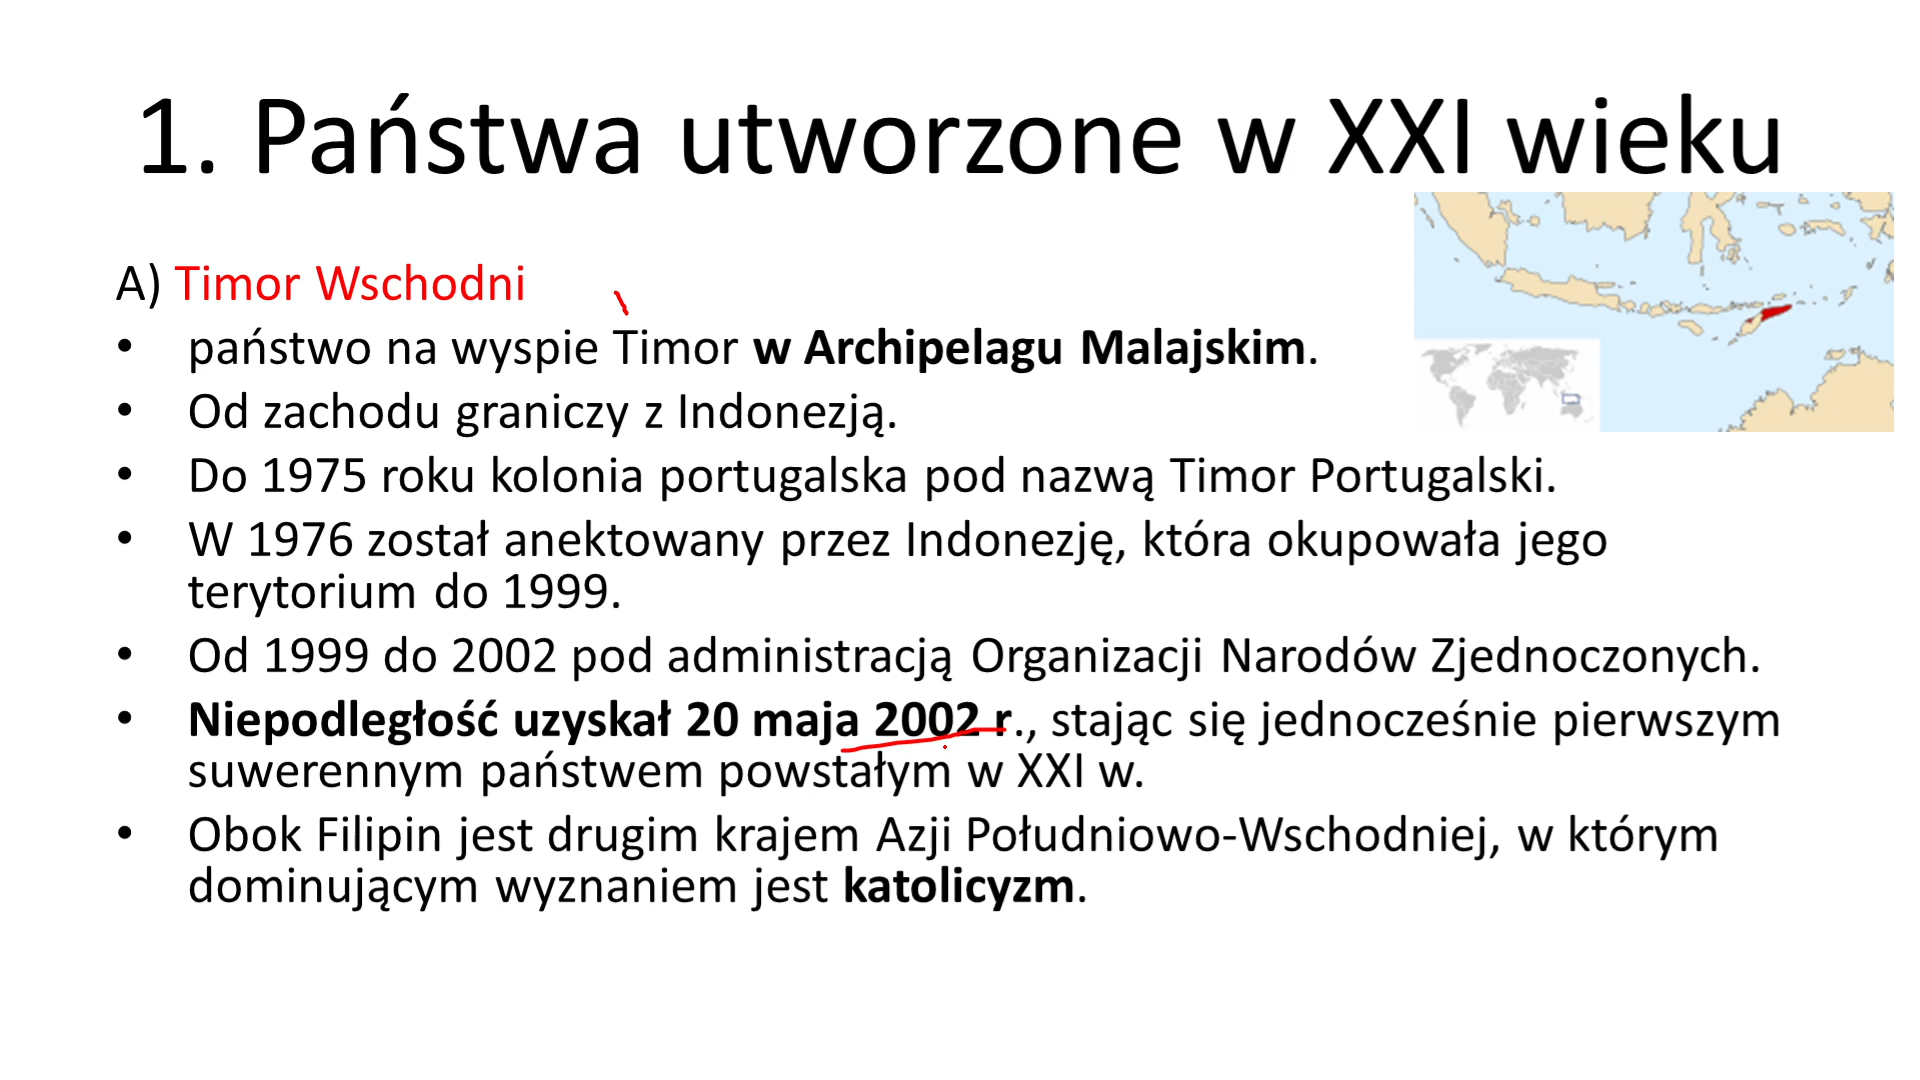 1. Państwa utworzone w XXI wieku
A) Timor Wschodni
• państwo na wyspie Timor w Archipelagu Malajskim.
• Od zachodu graniczy z Indonezją.
• Do 1975 roku kolonia portugalska pod nazwą Timor Portugalski.
• W 1976 został anektowany przez Indonezję, która okupowała jego
terytorium do 1999.
• Od 1999 do 2002 pod administracją Organizacji Narodów Zjednoczonych.
• Niepodległość uzyskał 20 maja 2002 r., stając się jednocześnie pierwszym
suwerennym państwem powstałym w XXI w.
• Obok Filipin jest drugim krajem Azji Południowo-Wschodniej, w którym
dominującym wyznaniem jest katolicyzm.